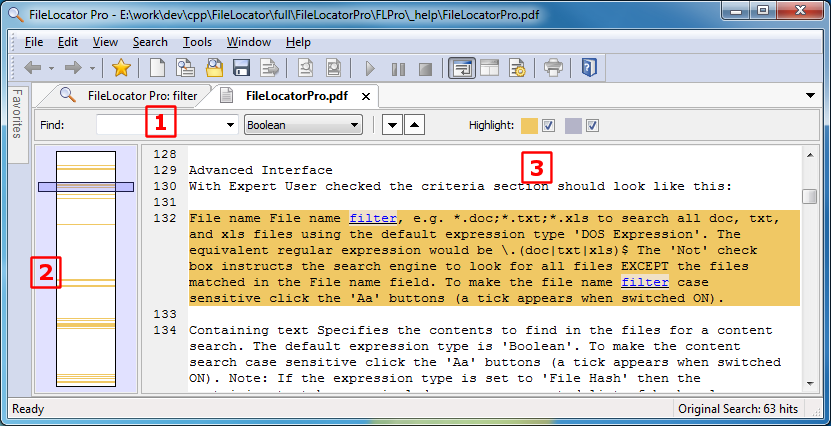 FileLocator Pro - E:\work\dev\cpp\FileLocator\full\FileLocatorPro\FLPro\_help\FileLocatorPro.pdf
File Edit View Search Tools Window Help
Favorites
FileLocator Pro: filter
FileLocatorPro.pdf
Find:
1
Boolean
Highlight:
2
3
128
129 Advanced Interface
130 With Expert User checked the criteria section should look like this:
131
132 File name File name filter, e.g. *.doc;*.txt;*.xls to search all doc, txt,
and xls files using the default expression type 'DOS Expression'. The
equivalent regular expression would be \.(doc|txt|xls)$ The 'Not' check
box instructs the search engine to look for all files EXCEPT the files
matched in the File name field. To make the file name filter case
sensitive click the 'Aa' buttons (a tick appears when switched ON).
133
134 Containing text Specifies the contents to find in the files for a content
search. The default expression type is 'Boolean'. To make the content
search case sensitive click the 'Aa' buttons (a tick appears when switched
ON). Note: If the expression type is set to 'File Hash' then the
Ready
Original Search: 63 hits